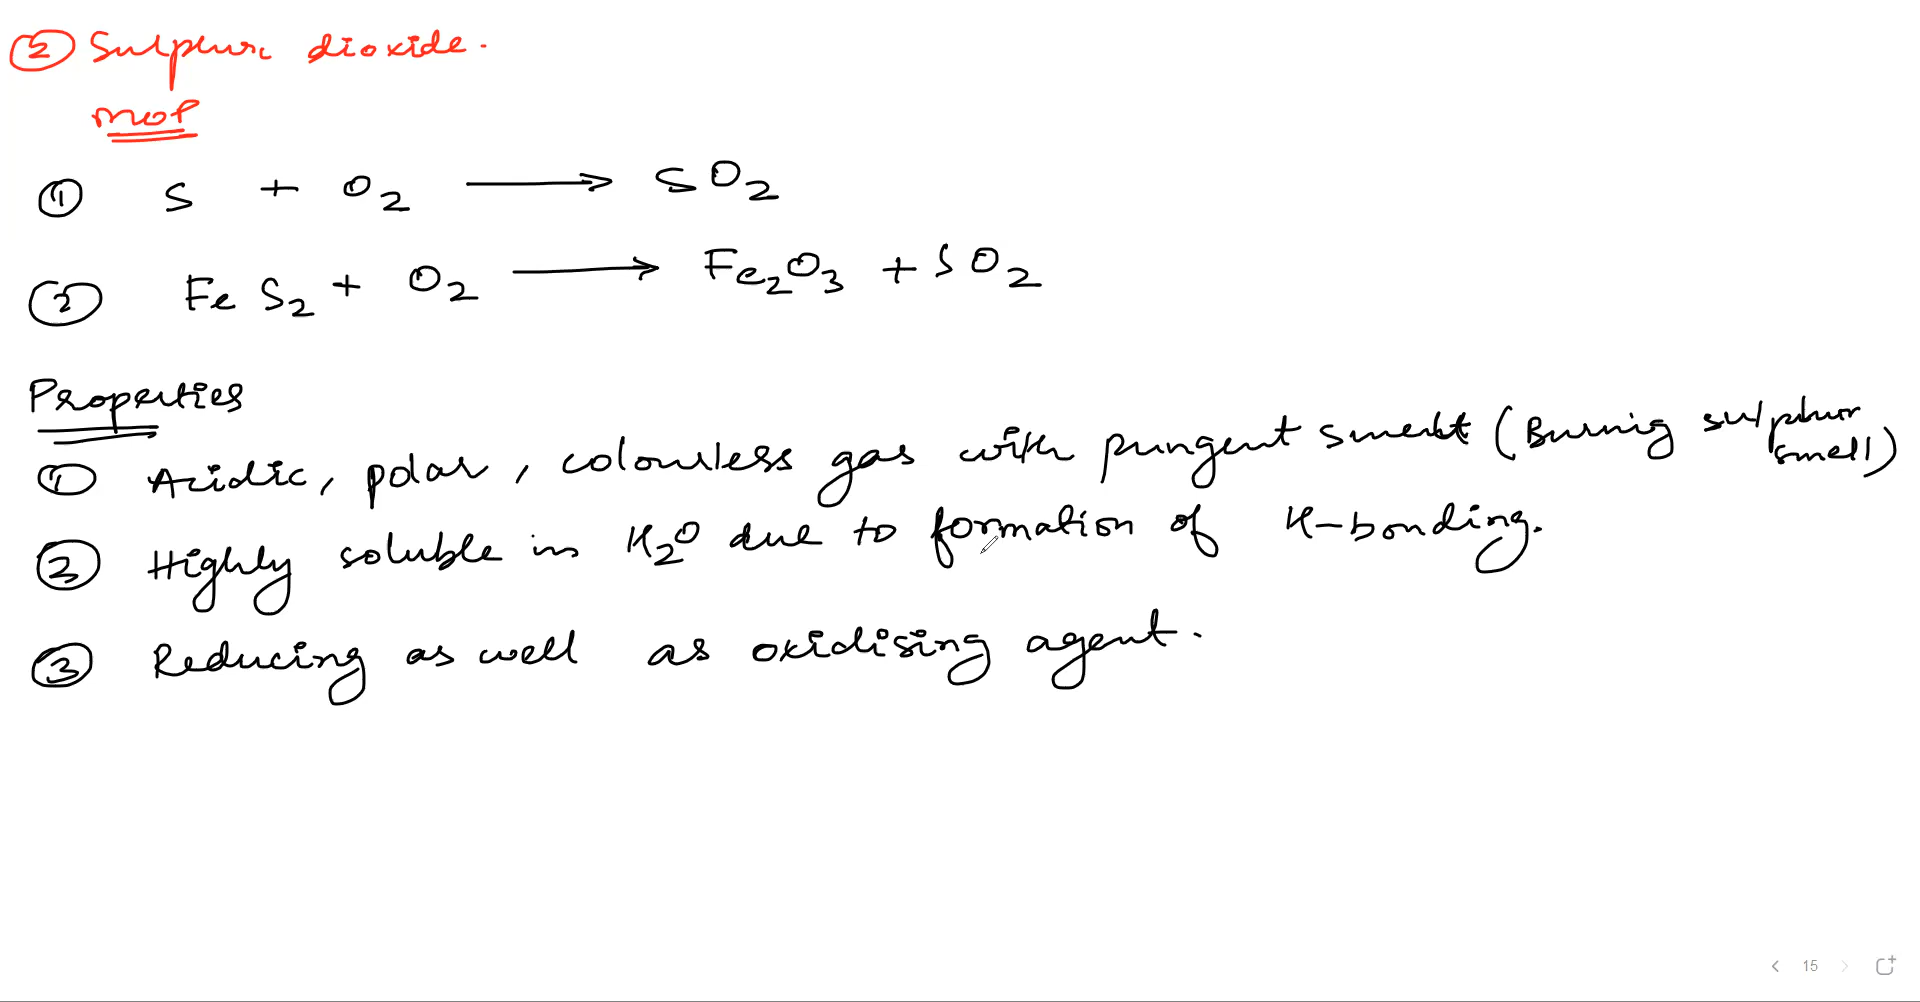 ② Sulphur dioxide.
MOP
① S + O2 ⟶ SO2
② FeS2 + O2 ⟶ Fe2O3 + SO2
Properties
① Acidic, polar, colourless gas with pungent smell (Burning sulphur smell)
② Highly soluble in H2O due to formation of H-bonding.
③ Reducing as well as oxidising agent.
15